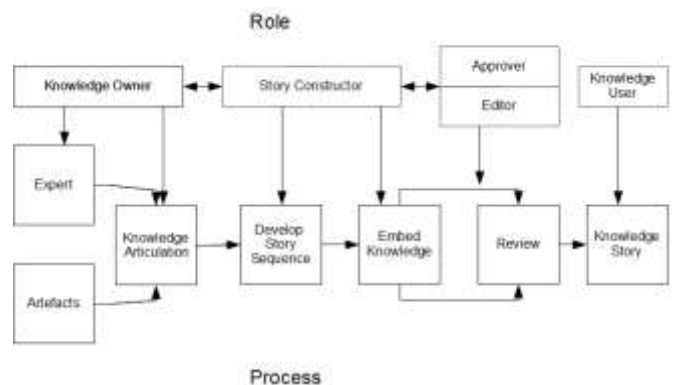 Role
Knowledge Owner
Story Constructor
Approver
Editor
Knowledge
User
Expert
Knowledge
Articulation
Develop
Story
Sequence
Embed
Knowledge
Review
Knowledge
Story
Artefacts
Process